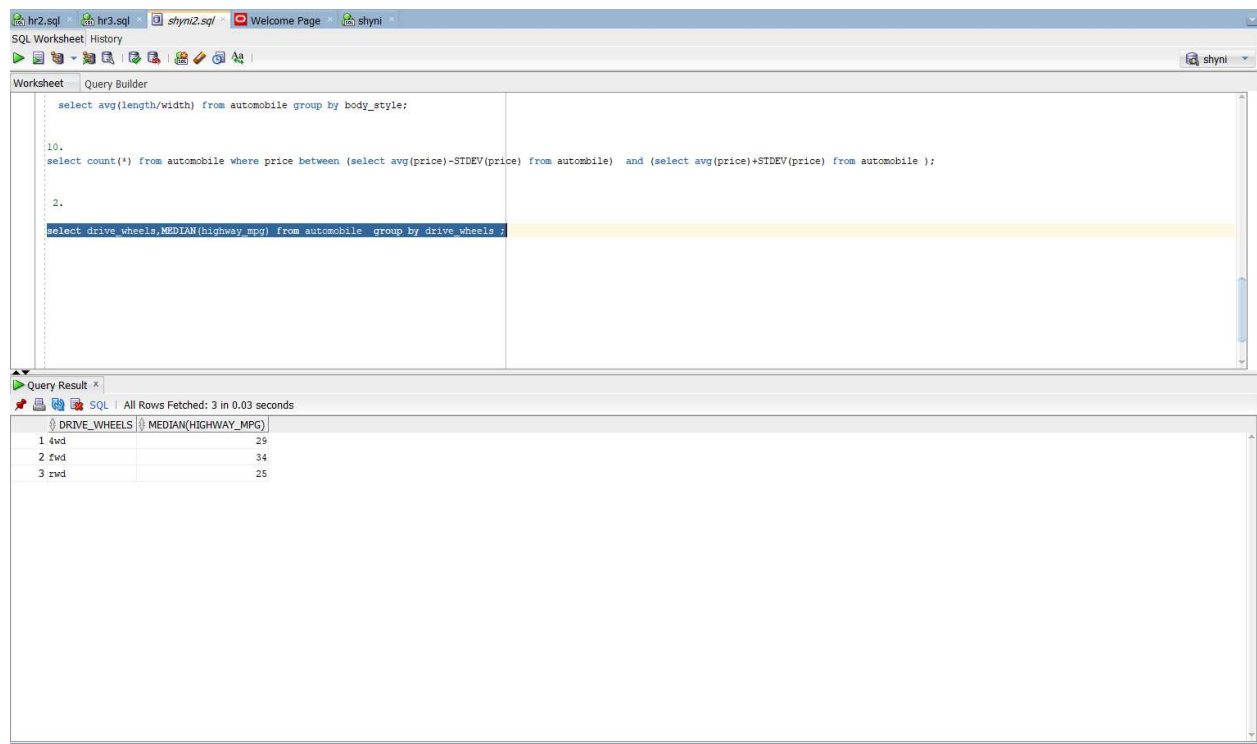 hr2.sql hr3.sql shyni2.sql Welcome Page shyni
SQL Worksheet History
shyni
Worksheet Query Builder
select avg(length/width) from automobile group by body_style;
10.
select count(*) from automobile where price between (select avg(price)-STDEV(price) from autombile) and (select avg(price)+STDEV(price) from automobile );
2.
select drive_wheels,MEDIAN(highway_mpg) from automobile group by drive_wheels ;
Query Result
SQL | All Rows Fetched: 3 in 0.03 seconds
DRIVE_WHEELS MEDIAN(HIGHWAY_MPG)
1 4wd 29
2 fwd 34
3 rwd 25